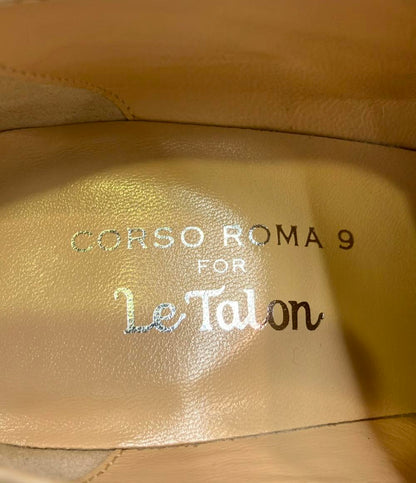 CORSO ROMA 9
FOR
Le Talon